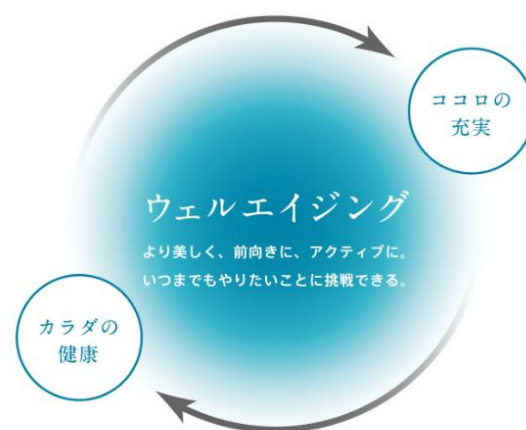 ココロの
充実
ウェルエイジング
より美しく、前向きに、アクティブに。
いつまでもやりたいことに挑戦できる。
カラダの
健康